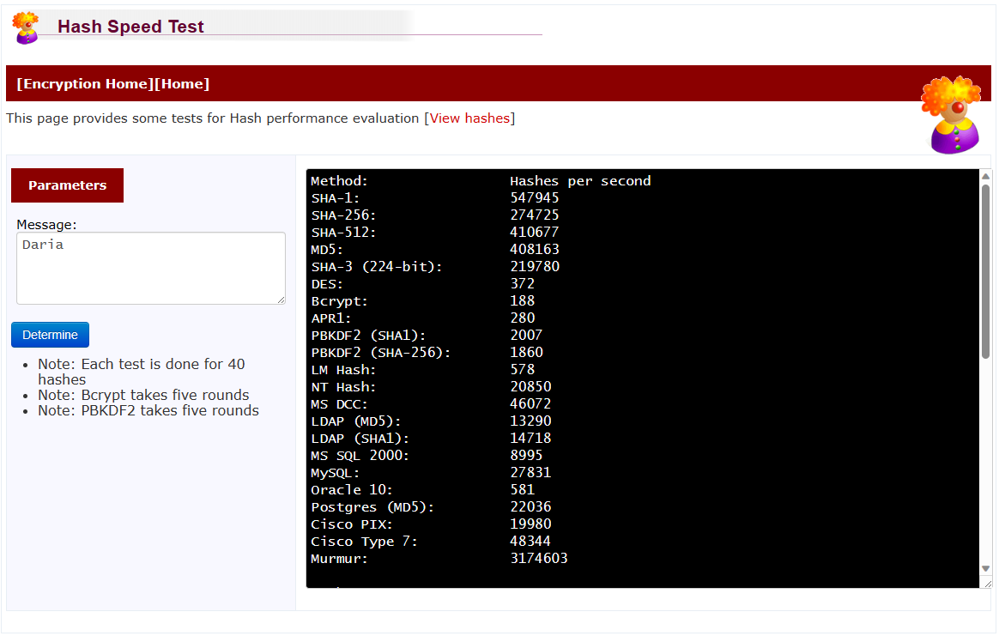 Hash Speed Test
[Encryption Home][Home]
This page provides some tests for Hash performance evaluation [View hashes]
Parameters
Message:
Daria
Determine
• Note: Each test is done for 40
hashes
• Note: Bcrypt takes five rounds
• Note: PBKDF2 takes five rounds
Method: Hashes per second
SHA-1: 547945
SHA-256: 274725
SHA-512: 410677
MD5: 408163
SHA-3 (224-bit): 219780
DES: 372
Bcrypt: 188
APR1: 280
PBKDF2 (SHA1): 2007
PBKDF2 (SHA-256): 1860
LM Hash: 578
NT Hash: 20850
MS DCC: 46072
LDAP (MD5): 13290
LDAP (SHA1): 14718
MS SQL 2000: 8995
MySQL: 27831
Oracle 10: 581
Postgres (MD5): 22036
Cisco PIX: 19980
Cisco Type 7: 48344
Murmur: 3174603